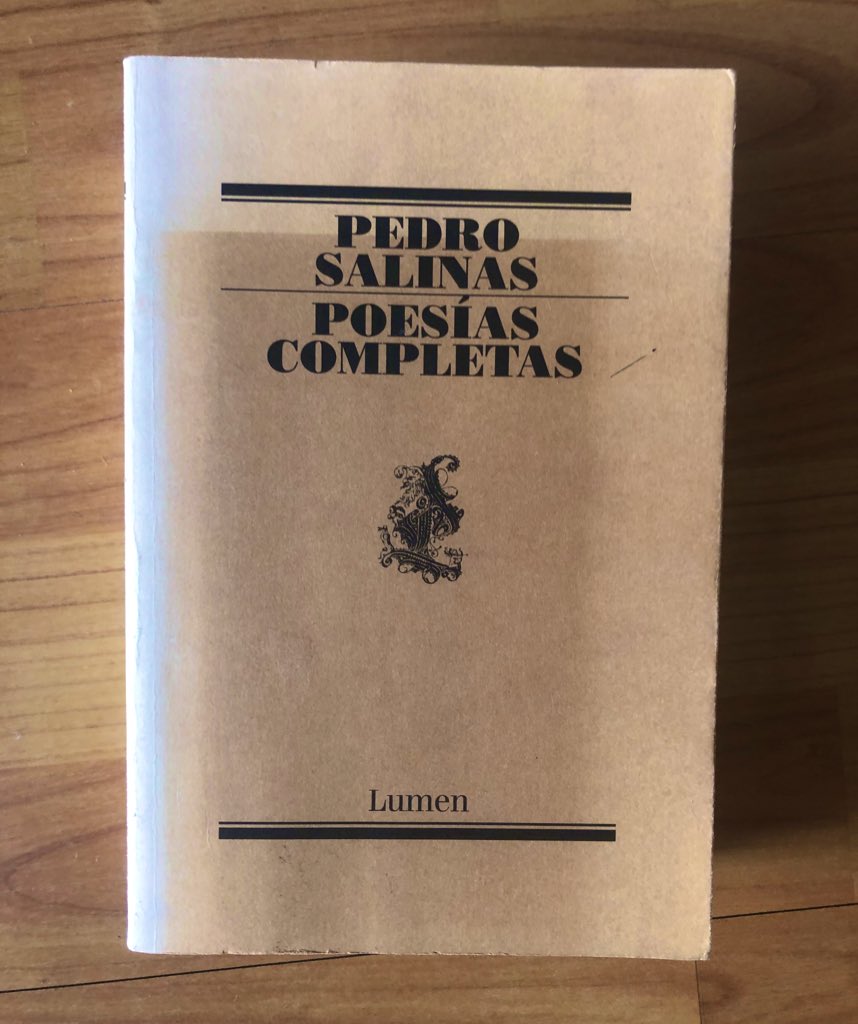 PEDRO
SALINAS
POESÍAS
COMPLETAS
Lumen